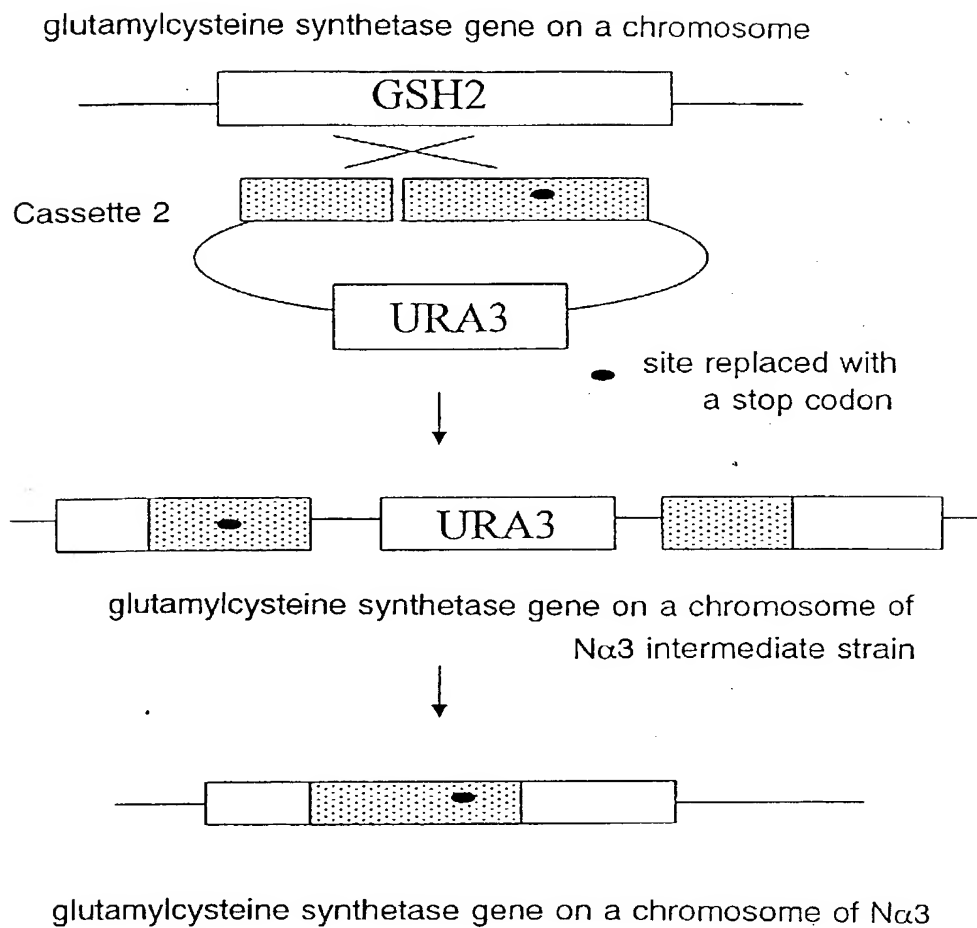 glutamylcysteine synthetase gene on a chromosome
GSH2
Cassette 2
URA3
site replaced with
a stop codon
URA3
glutamylcysteine synthetase gene on a chromosome of
Nα3 intermediate strain
glutamylcysteine synthetase gene on a chromosome of Nα3